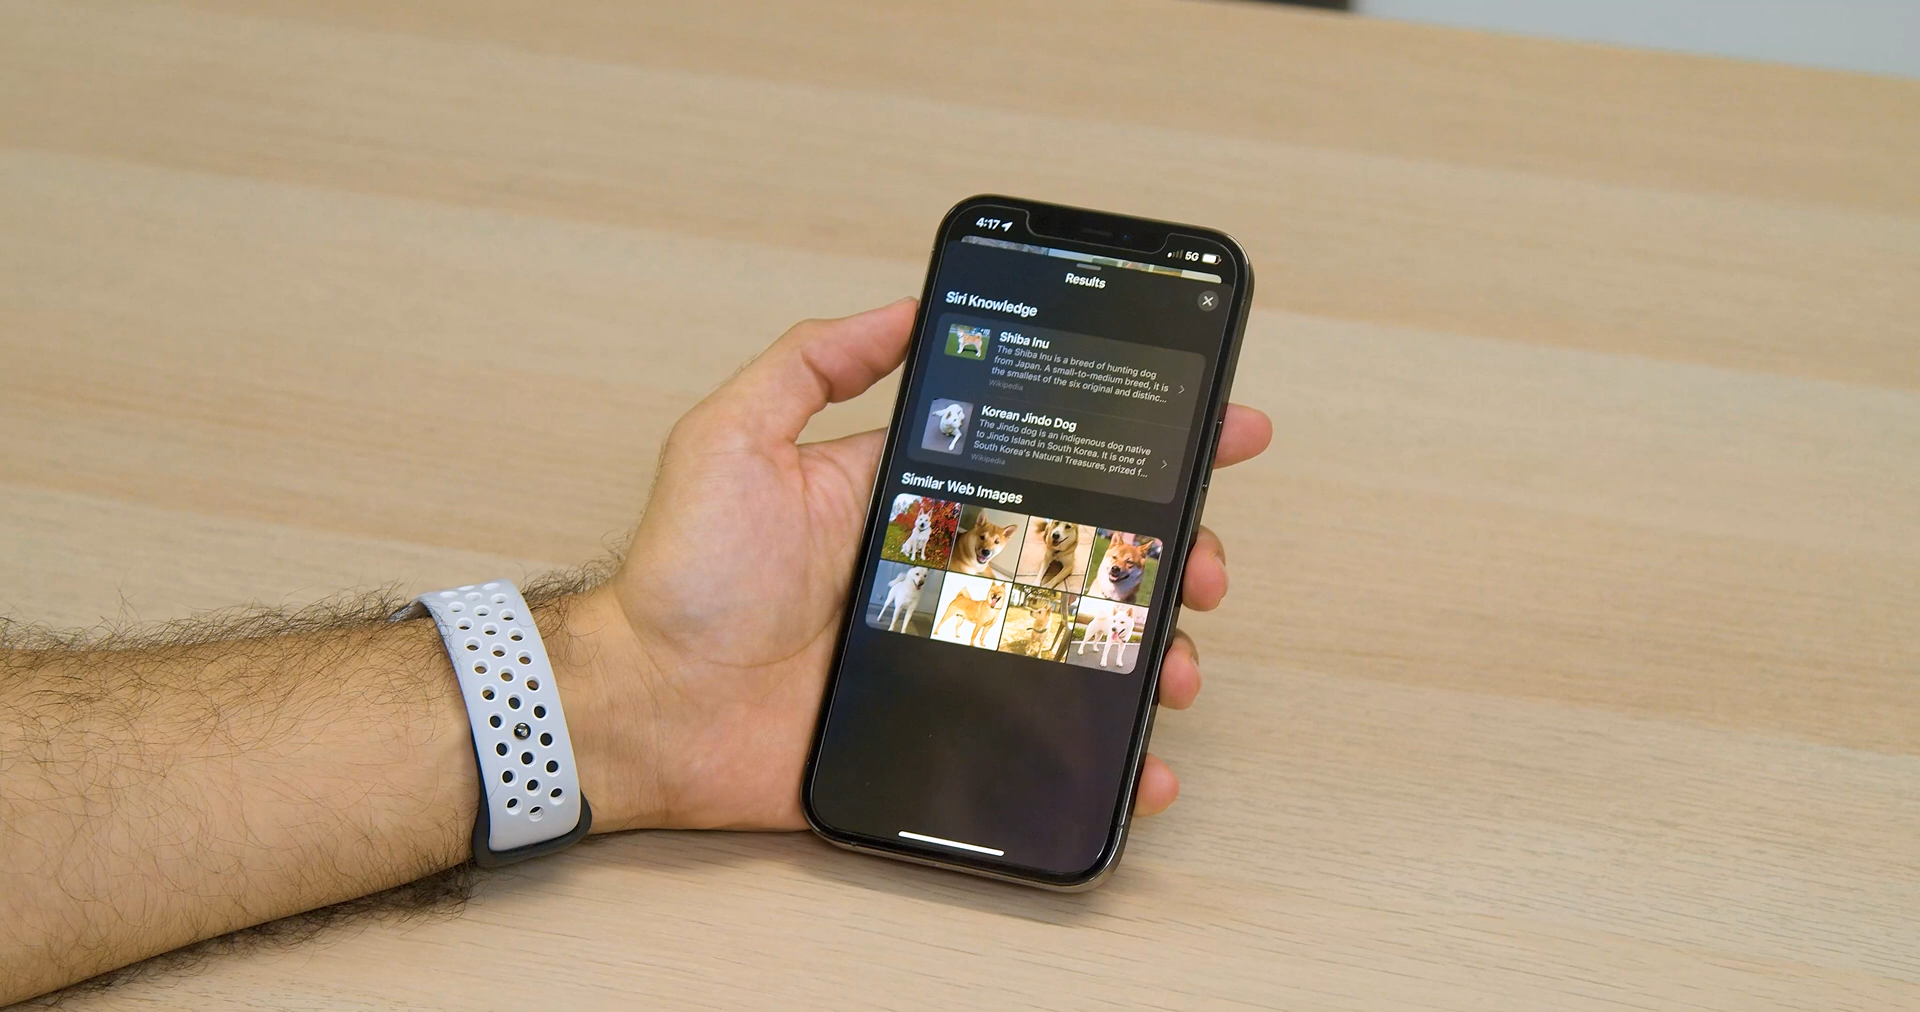 4:17
5G
Results
Siri Knowledge
Shiba Inu
The Shiba Inu is a breed of hunting dog
from Japan. A small-to-medium breed, it is
the smallest of the six original and distinc...
Wikipedia
Korean Jindo Dog
The Jindo dog is an indigenous dog native
to Jindo Island in South Korea. It is one of
South Korea's Natural Treasures, prized f...
Wikipedia
Similar Web Images